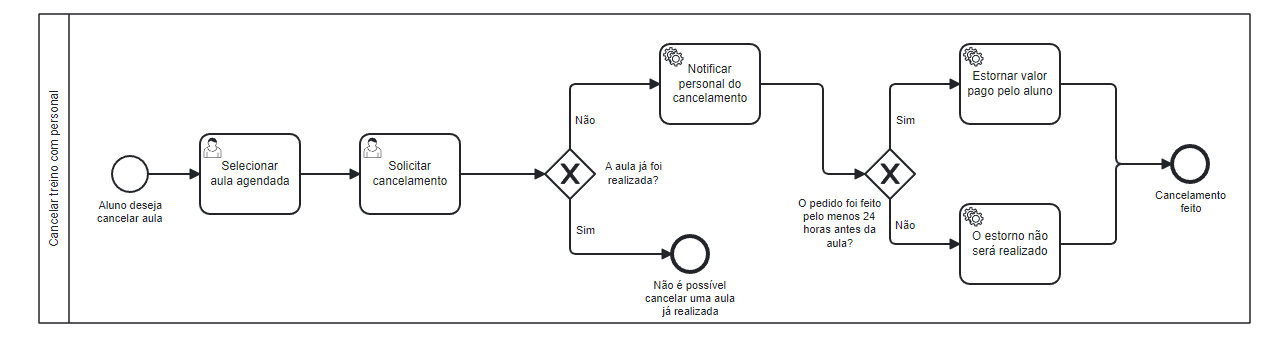 Cancelar treino com personal
Aluno deseja
cancelar aula
Selecionar
aula agendada
Solicitar
cancelamento
A aula já foi
realizada?
Não
Sim
Notificar
personal do
cancelamento
Não é possível
cancelar uma aula
já realizada
O pedido foi feito
pelo menos 24
horas antes da
aula?
Sim
Não
Estornar valor
pago pelo aluno
O estorno não
será realizado
Cancelamento
feito